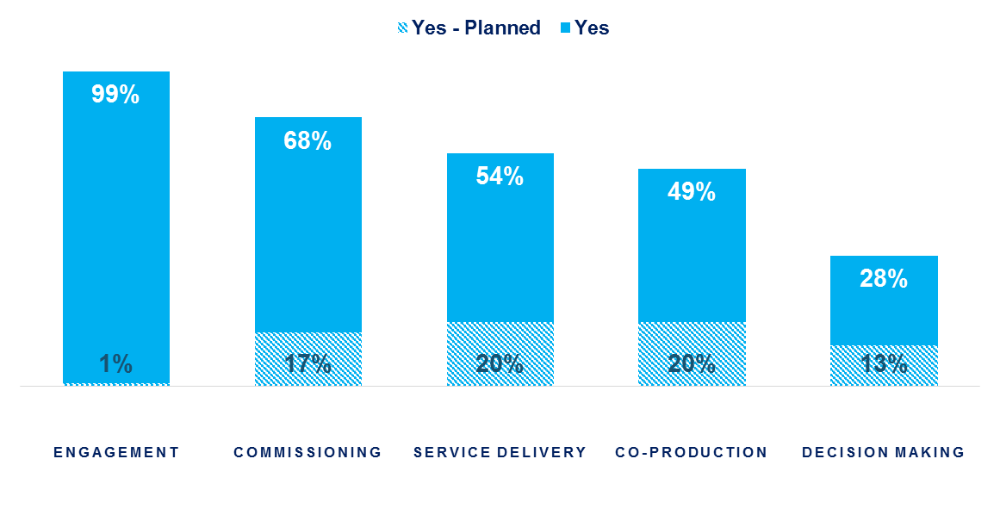 Yes - Planned Yes
99%
68%
54%
49%
28%
1%
17%
20%
20%
13%
ENGAGEMENT
COMMISSIONING
SERVICE DELIVERY
CO-PRODUCTION
DECISION MAKING